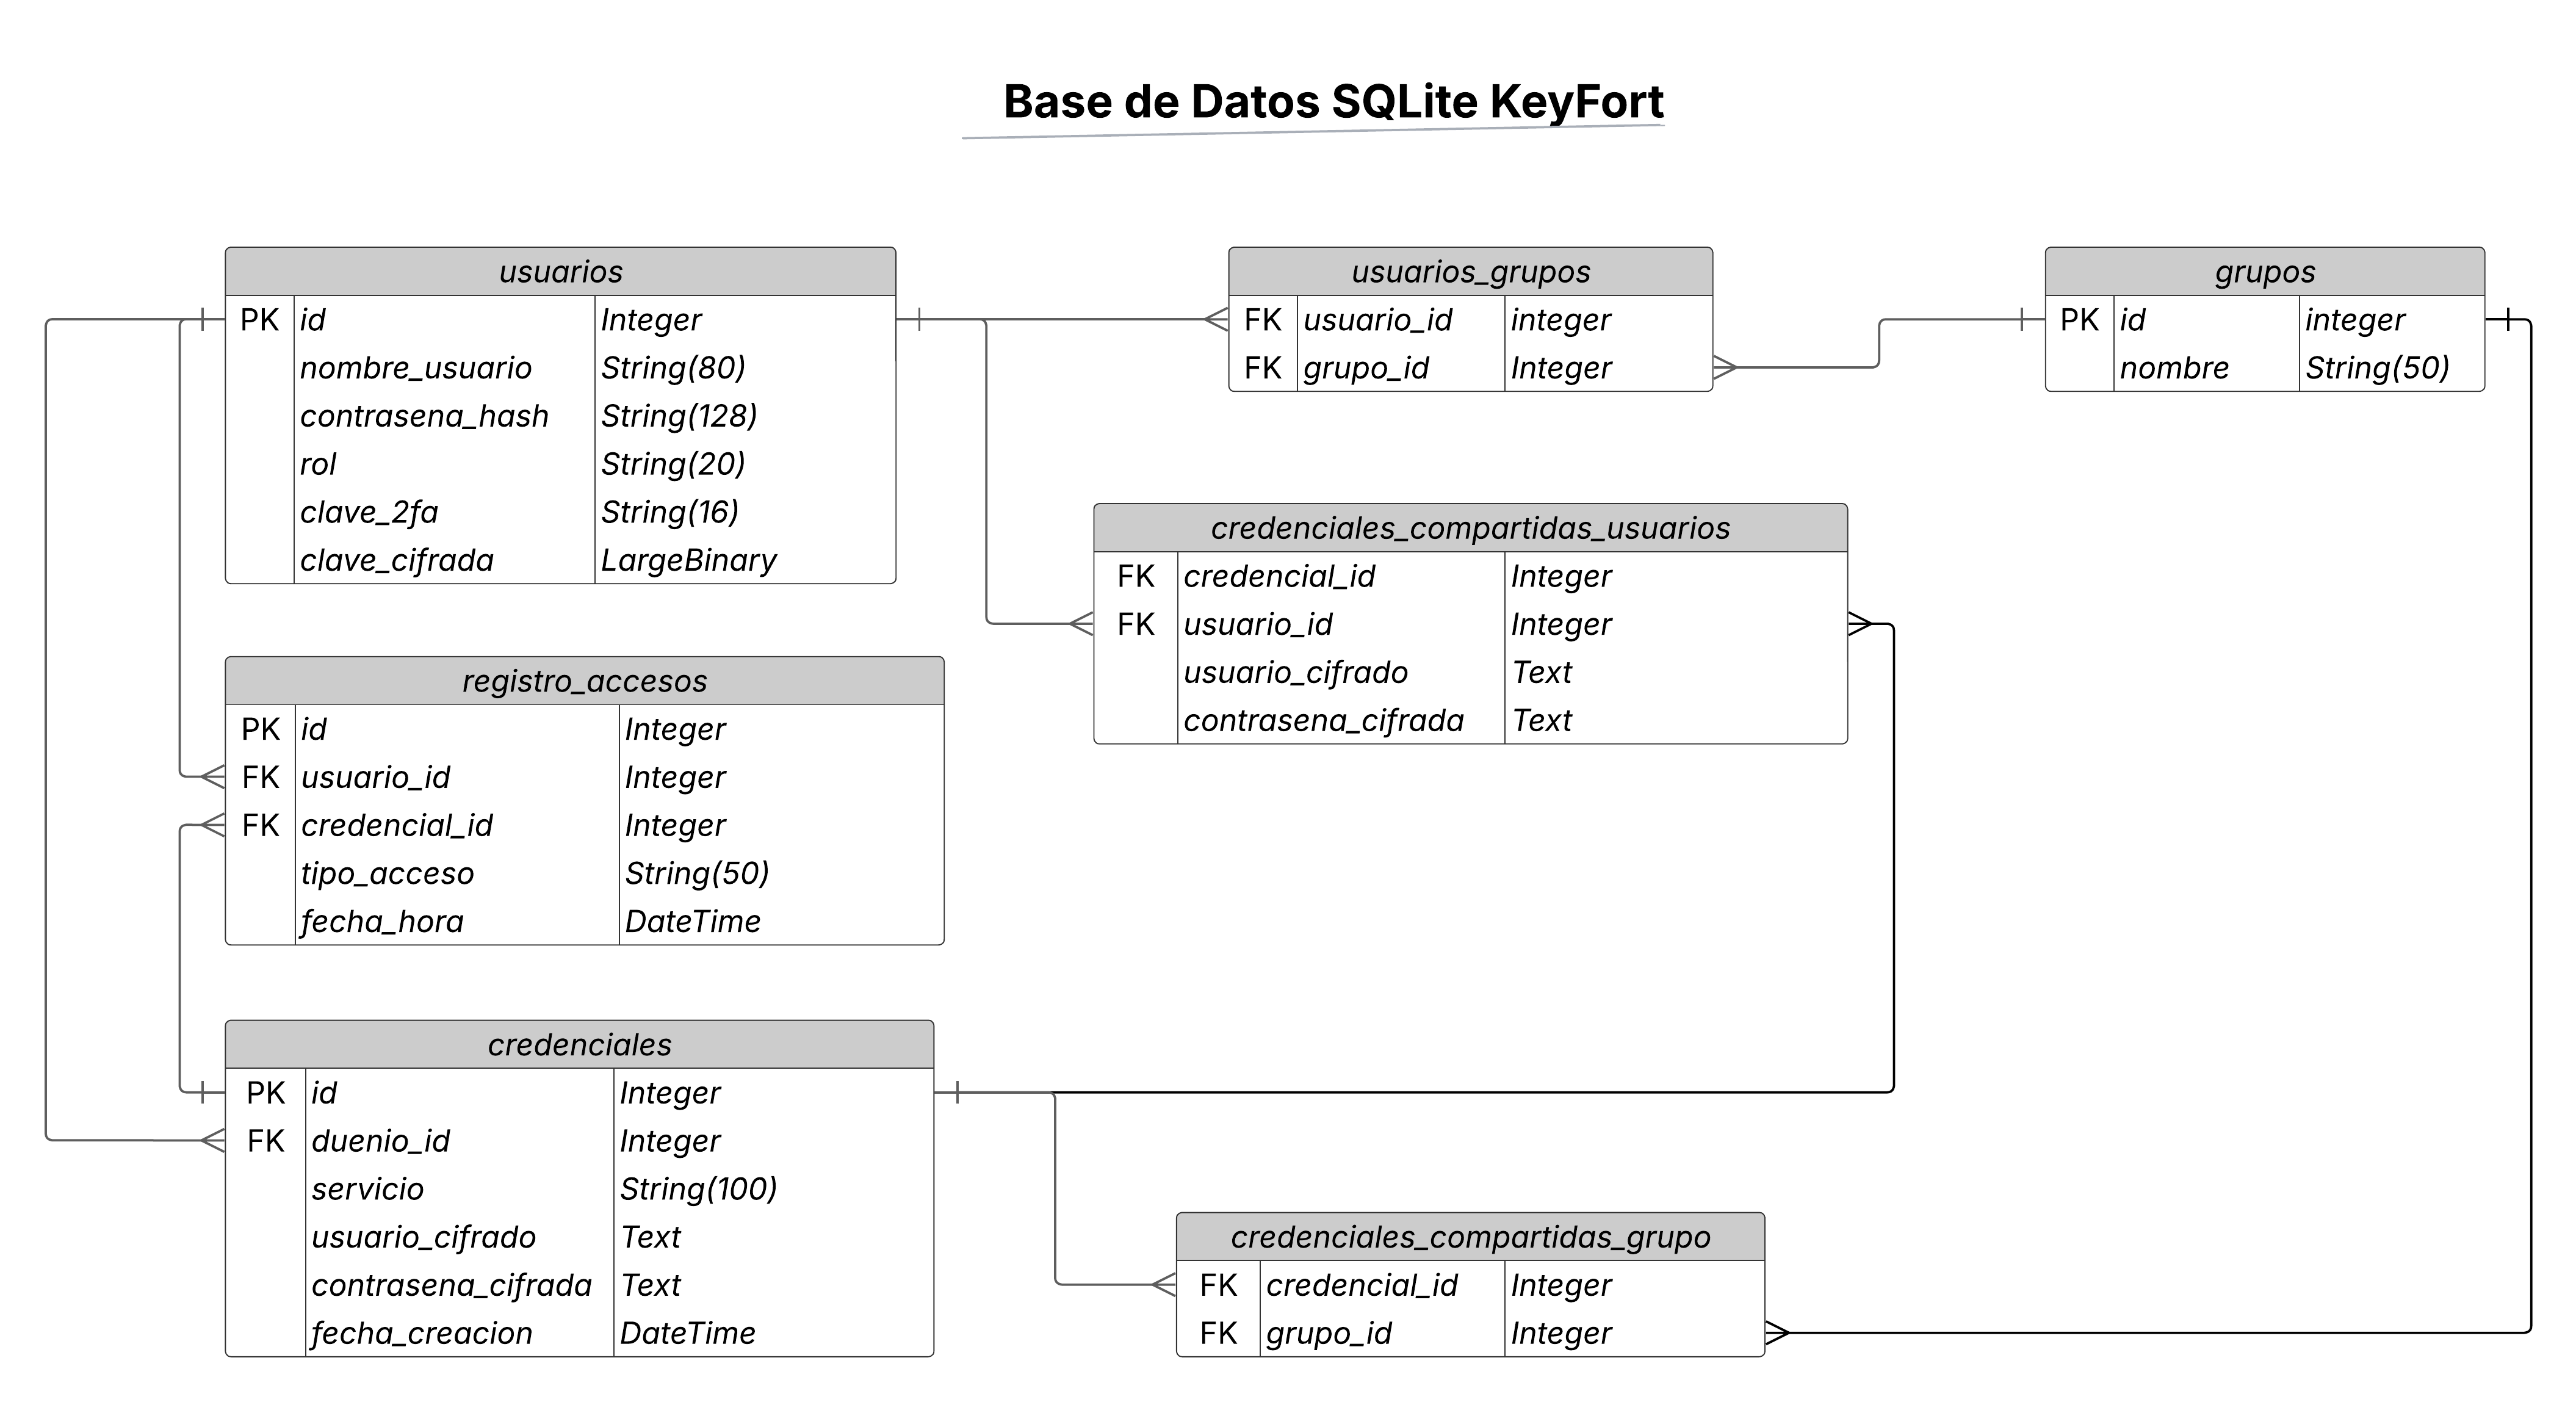 Base de Datos SQLite KeyFort
usuarios
PK id Integer
nombre_usuario String(80)
contrasena_hash String(128)
rol String(20)
clave_2fa String(16)
clave_cifrada LargeBinary
usuarios_grupos
FK usuario_id integer
FK grupo_id Integer
grupos
PK id integer
nombre String(50)
credenciales_compartidas_usuarios
FK credencial_id Integer
FK usuario_id Integer
usuario_cifrado Text
contrasena_cifrada Text
registro_accesos
PK id Integer
FK usuario_id Integer
FK credencial_id Integer
tipo_acceso String(50)
fecha_hora DateTime
credenciales
PK id Integer
FK duenio_id Integer
servicio String(100)
usuario_cifrado Text
contrasena_cifrada Text
fecha_creacion DateTime
credenciales_compartidas_grupo
FK credencial_id Integer
FK grupo_id Integer